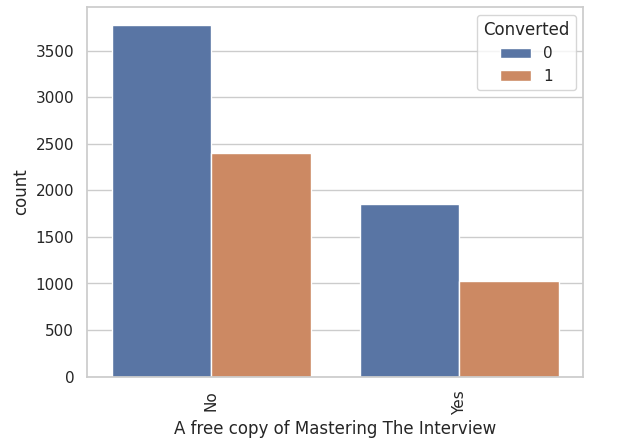 Converted
0
1
3500
3000
2500
2000
1500
1000
500
0
count
No
Yes
A free copy of Mastering The Interview